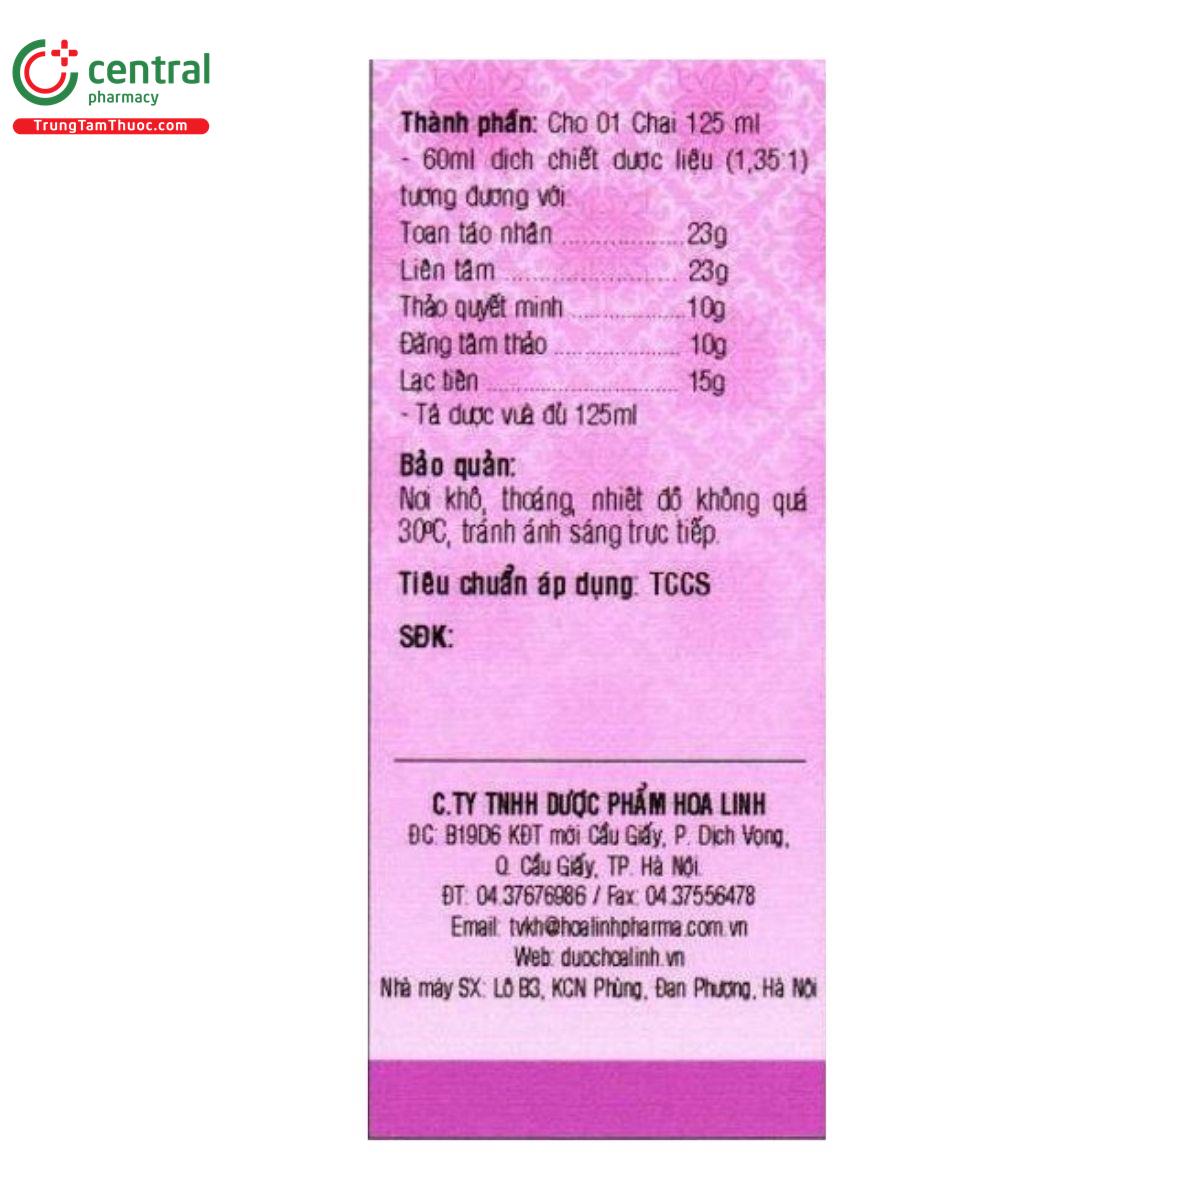 central
pharmacy
TrungTamThuoc.com
Thành phần: Cho 01 Chai 125 ml
- 60ml dịch chiết dược liệu (1,35:1)
tương đương với:
Toan táo nhân ................... 23g
Liên tâm ........................... 23g
Thảo quyết minh ................. 10g
Đăng tâm thảo .................... 10g
Lạc tiên .............................. 15g
- Tá dược vừa đủ 125ml
Bảo quản:
Nơi khô, thoáng, nhiệt độ không quá
30ºC, tránh ánh sáng trực tiếp.
Tiêu chuẩn áp dụng: TCCS
SĐK:
C.TY TNHH DƯỢC PHẨM HOA LINH
ĐC: B19D6 KĐT mới Cầu Giấy, P. Dịch Vọng,
Q. Cầu Giấy, TP. Hà Nội.
ĐT: 04.37676986 / Fax: 04.37556478
Email: tvkh@hoalinhpharma.com.vn
Web: duochoalinh.vn
Nhà máy SX: Lô B3, KCN Phùng, Đan Phượng, Hà Nội